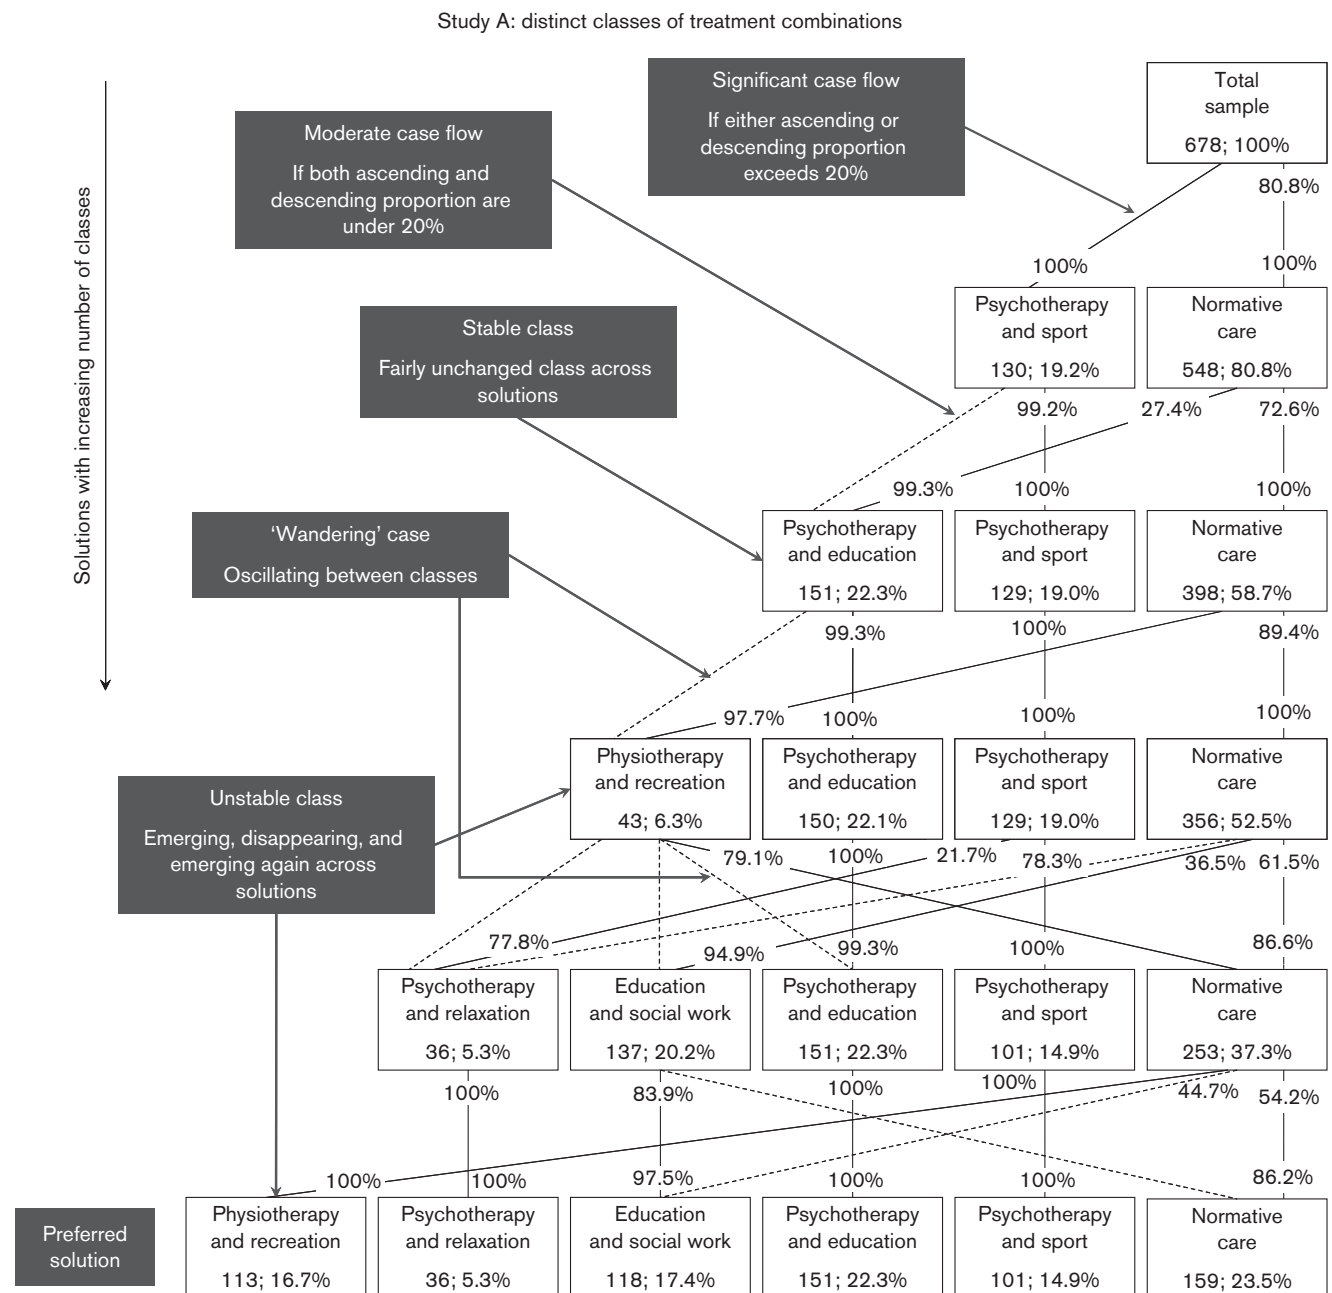 Study A: distinct classes of treatment combinations
Solutions with increasing number of classes
Significant case flow
If either ascending or
descending proportion
exceeds 20%
Total
sample
678; 100%
Moderate case flow
If both ascending and
descending proportion are
under 20%
80.8%
100%
100%
Psychotherapy
and sport
130; 19.2%
Normative
care
548; 80.8%
Stable class
Fairly unchanged class across
solutions
99.2%
27.4%
72.6%
99.3%
100%
100%
‘Wandering’ case
Oscillating between classes
Psychotherapy
and education
151; 22.3%
Psychotherapy
and sport
129; 19.0%
Normative
care
398; 58.7%
99.3%
100%
89.4%
97.7%
100%
100%
100%
Physiotherapy
and recreation
43; 6.3%
Psychotherapy
and education
150; 22.1%
Psychotherapy
and sport
129; 19.0%
Normative
care
356; 52.5%
Unstable class
Emerging, disappearing, and
emerging again across
solutions
79.1%
100%
21.7%
78.3%
36.5%
61.5%
77.8%
94.9%
99.3%
100%
86.6%
Psychotherapy
and relaxation
36; 5.3%
Education
and social work
137; 20.2%
Psychotherapy
and education
151; 22.3%
Psychotherapy
and sport
101; 14.9%
Normative
care
253; 37.3%
100%
83.9%
100%
100%
44.7%
54.2%
100%
100%
97.5%
100%
100%
86.2%
Preferred
solution
Physiotherapy
and recreation
113; 16.7%
Psychotherapy
and relaxation
36; 5.3%
Education
and social work
118; 17.4%
Psychotherapy
and education
151; 22.3%
Psychotherapy
and sport
101; 14.9%
Normative
care
159; 23.5%